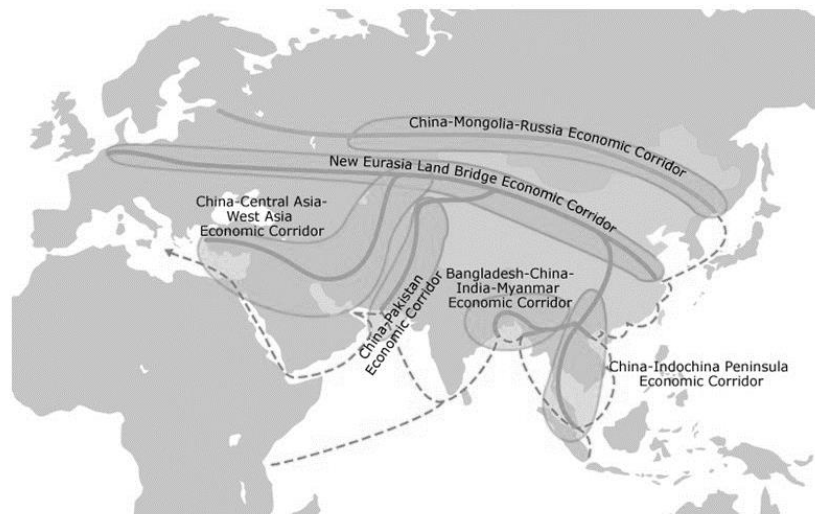 China-Mongolia-Russia Economic Corridor
New Eurasia Land Bridge Economic Corridor
China-Central Asia-
West Asia
Economic Corridor
China-Pakistan
Economic Corridor
Bangladesh-China-
India-Myanmar
Economic Corridor
China-Indochina Peninsula
Economic Corridor